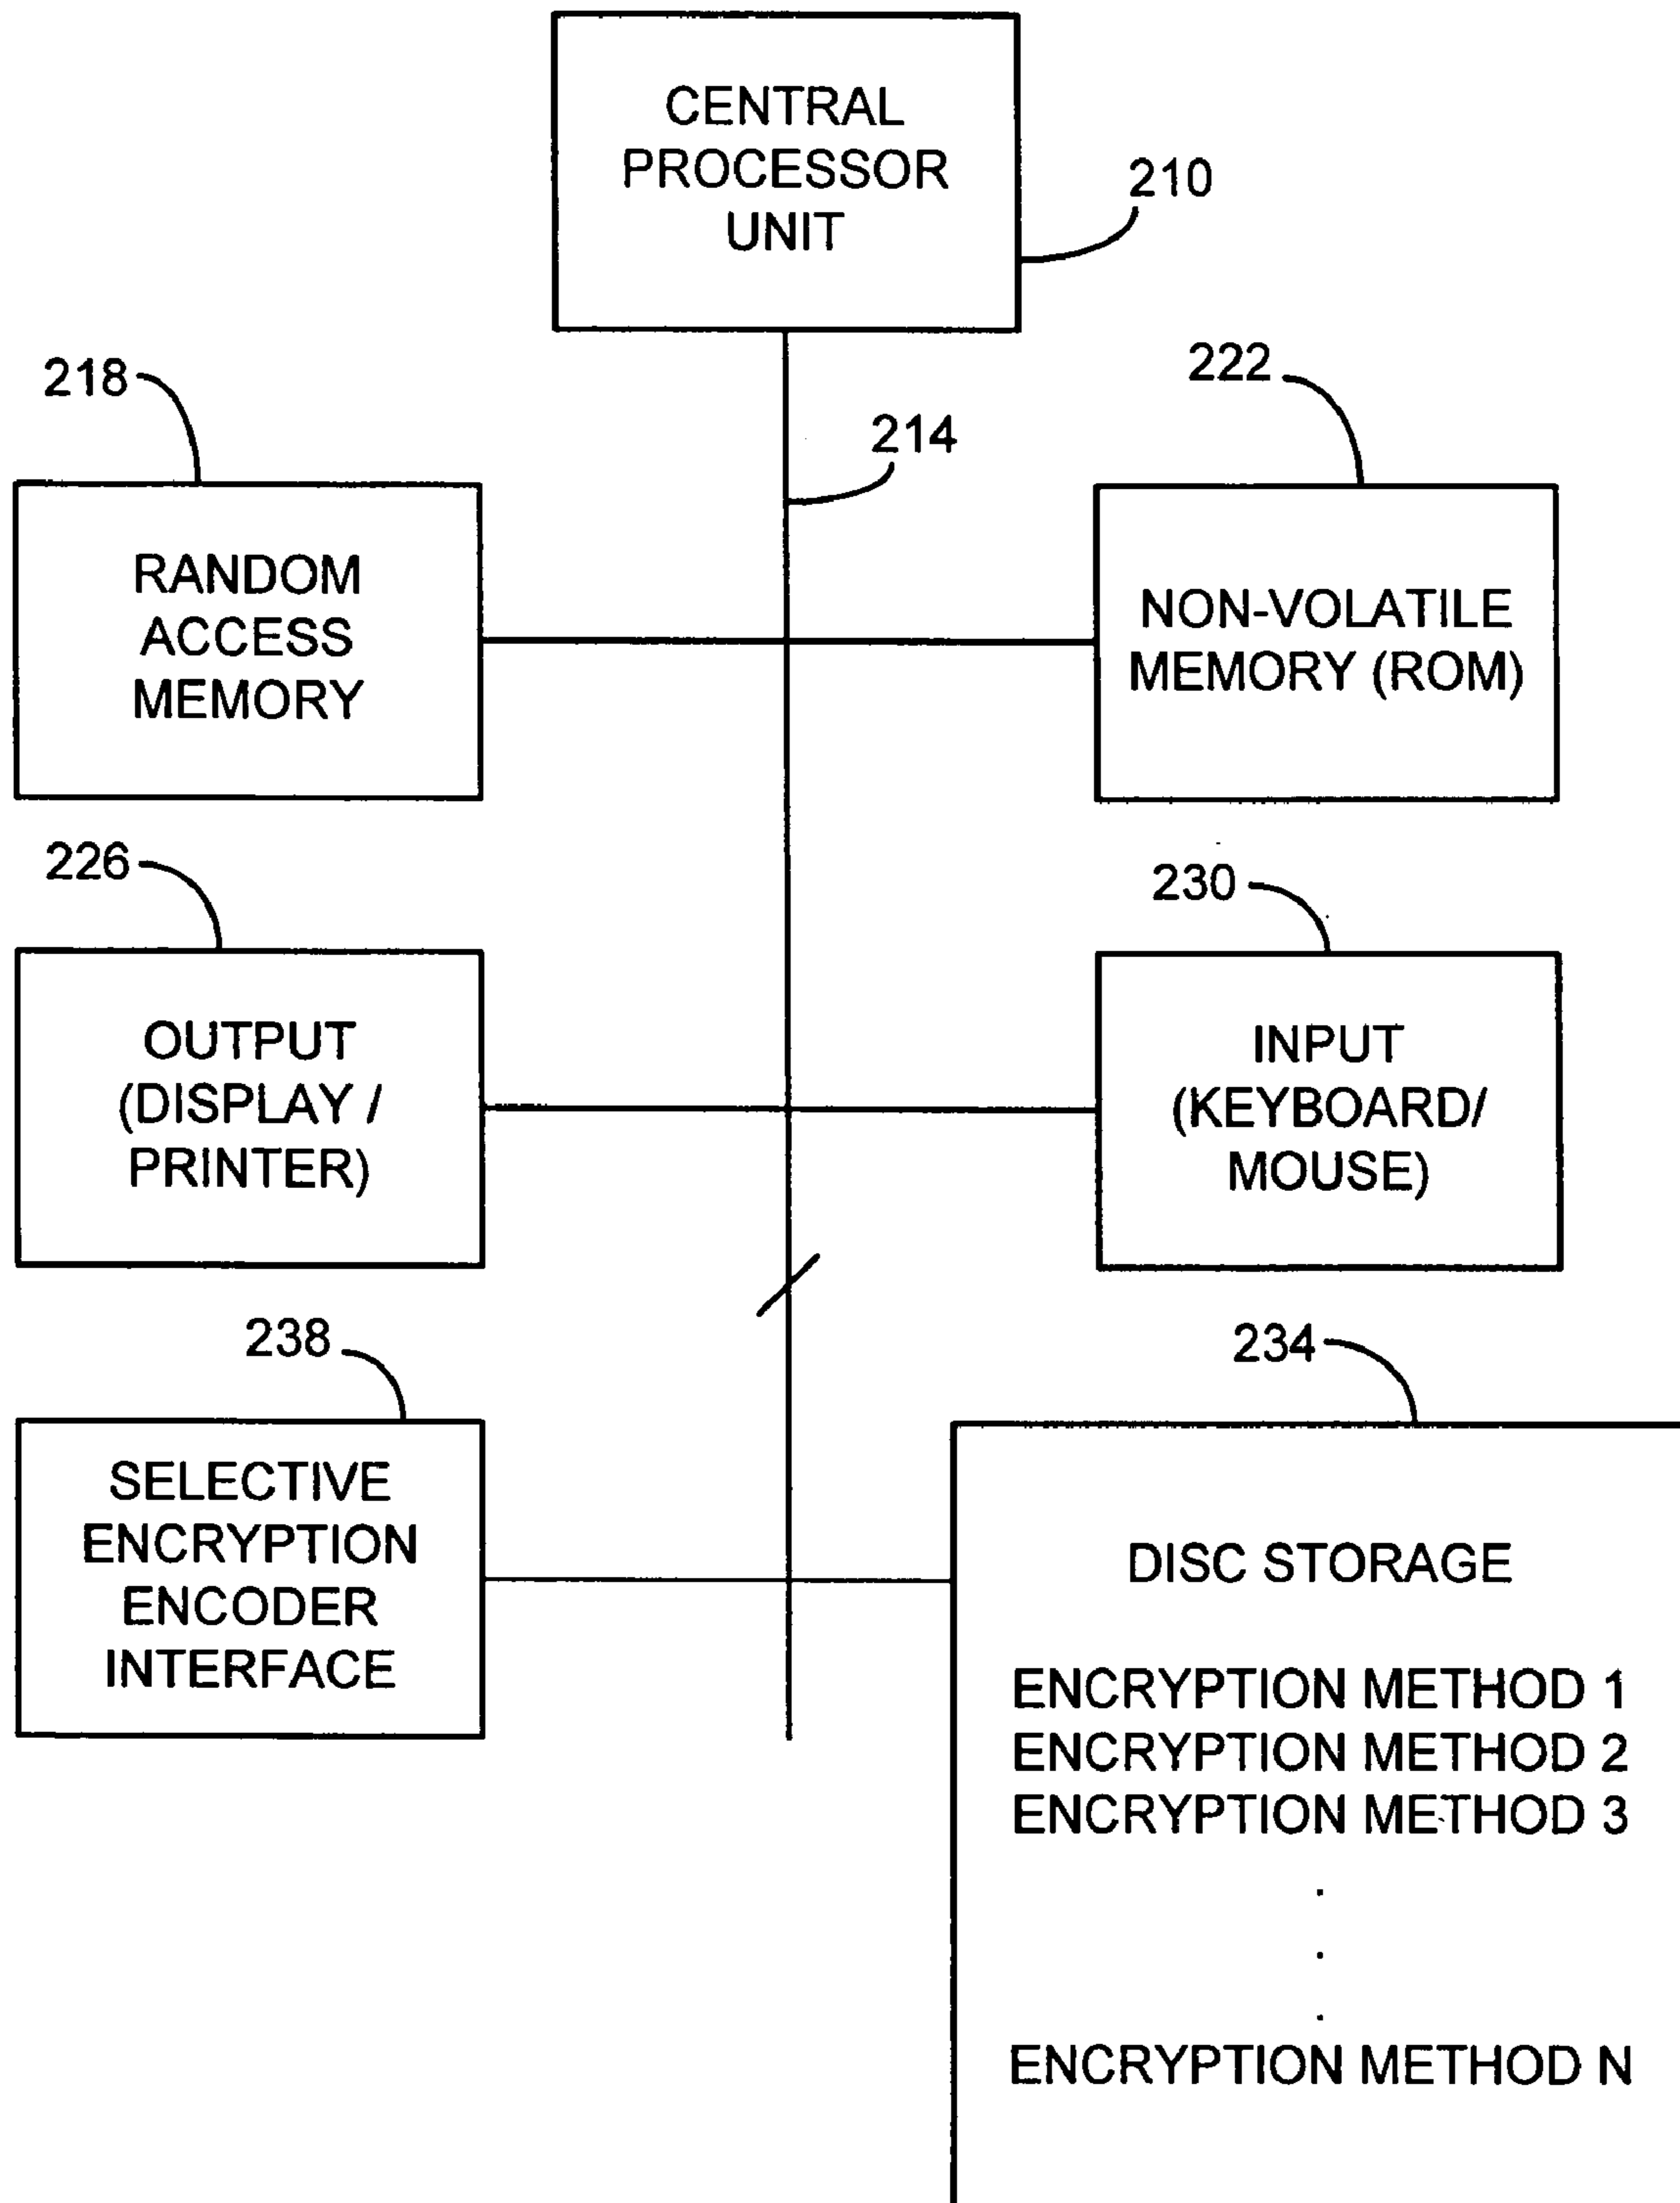 CENTRAL
PROCESSOR
UNIT
210
218
214
222
RANDOM
ACCESS
MEMORY
NON-VOLATILE
MEMORY (ROM)
226
230
OUTPUT
(DISPLAY /
PRINTER)
INPUT
(KEYBOARD/
MOUSE)
238
234
SELECTIVE
ENCRYPTION
ENCODER
INTERFACE
DISC STORAGE
ENCRYPTION METHOD 1
ENCRYPTION METHOD 2
ENCRYPTION METHOD 3
.
.
.
ENCRYPTION METHOD N